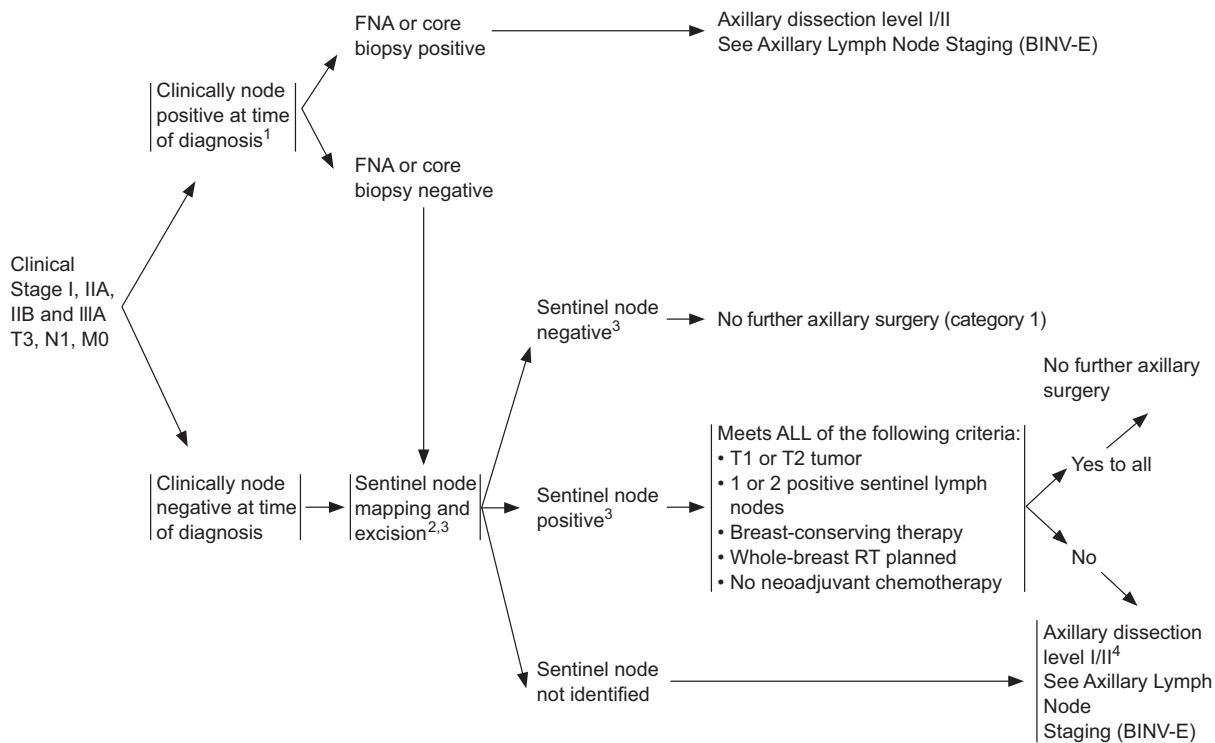 FNA or core
biopsy positive
Axillary dissection level I/II
See Axillary Lymph Node Staging (BINV-E)
Clinically node
positive at time
of diagnosis1
FNA or core
biopsy negative
Clinical
Stage I, IIA,
IIB and IIIA
T3, N1, M0
Sentinel node
negative3
No further axillary surgery (category 1)
No further axillary
surgery
Clinically node
negative at time
of diagnosis
Sentinel node
mapping and
excision2,3
Sentinel node
positive3
Meets ALL of the following criteria:
• T1 or T2 tumor
• 1 or 2 positive sentinel lymph
nodes
• Breast-conserving therapy
• Whole-breast RT planned
• No neoadjuvant chemotherapy
Yes to all
No
Sentinel node
not identified
Axillary dissection
level I/II4
See Axillary Lymph
Node
Staging (BINV-E)